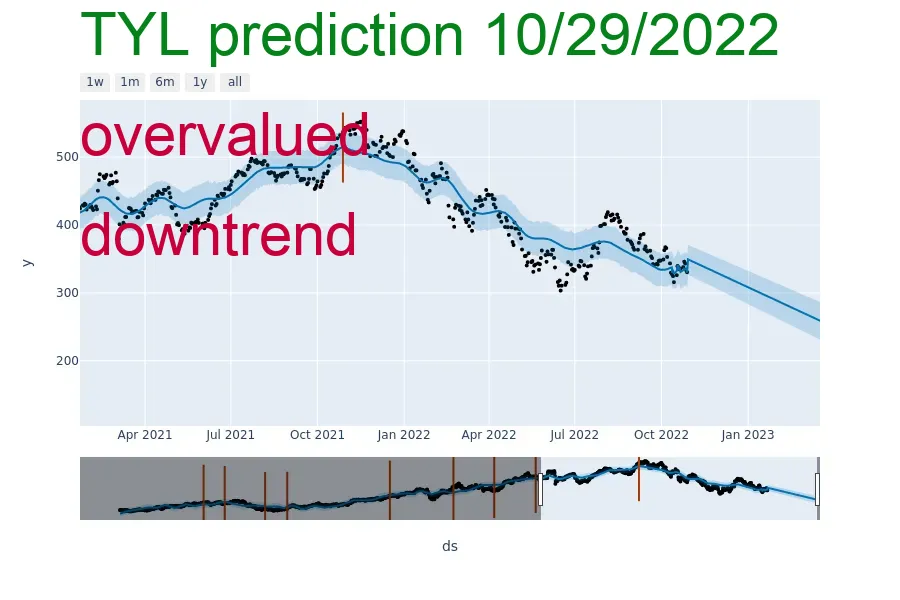 TYL prediction 10/29/2022
1w 1m 6m 1y all
overvalued
500
400
downtrend
y
300
200
Apr 2021 Jul 2021 Oct 2021 Jan 2022 Apr 2022 Jul 2022 Oct 2022 Jan 2023
ds